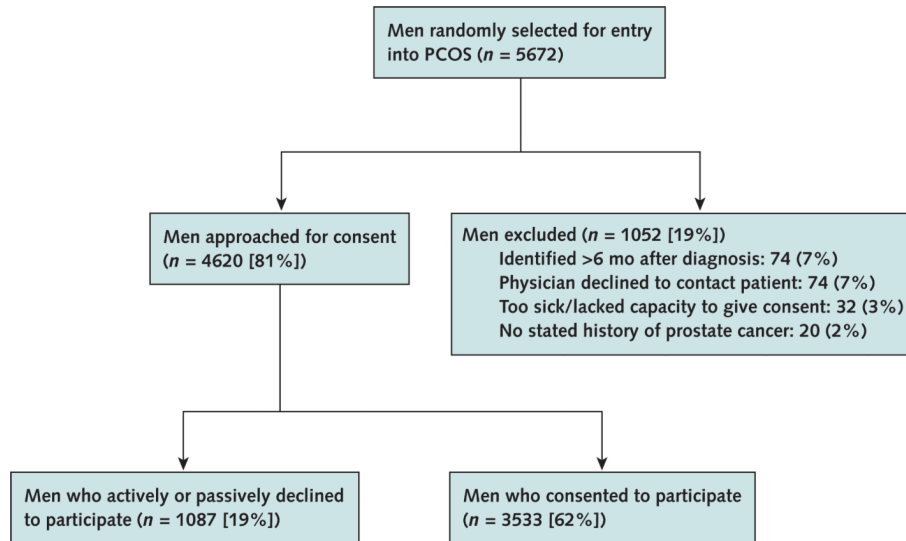 Men randomly selected for entry
into PCOS (n = 5672)
Men approached for consent
(n = 4620 [81%])
Men excluded (n = 1052 [19%])
Identified >6 mo after diagnosis: 74 (7%)
Physician declined to contact patient: 74 (7%)
Too sick/lacked capacity to give consent: 32 (3%)
No stated history of prostate cancer: 20 (2%)
Men who actively or passively declined
to participate (n = 1087 [19%])
Men who consented to participate
(n = 3533 [62%])